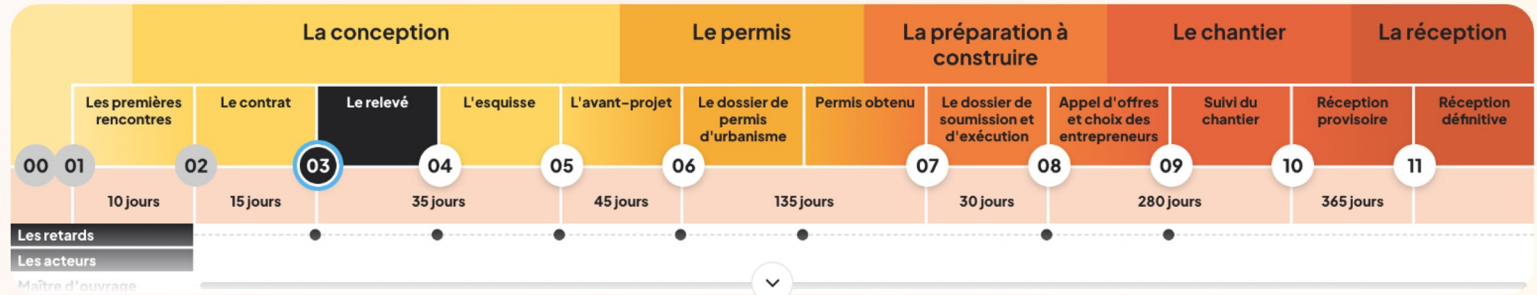 La conception
Le permis
La préparation à
construire
Le chantier
La réception
Les premières
rencontres
Le contrat
Le relevé
L'esquisse
L'avant-projet
Le dossier de
permis
d'urbanisme
Permis obtenu
Le dossier de
soumission et
d'exécution
Appel d'offres
et choix des
entrepreneurs
Suivi du
chantier
Réception
provisoire
Réception
définitive
00 01 02 03 04 05 06 07 08 09 10 11
10 jours
15 jours
35 jours
45 jours
135 jours
30 jours
280 jours
365 jours
Les retards
Les acteurs
Maître d'ouvrage